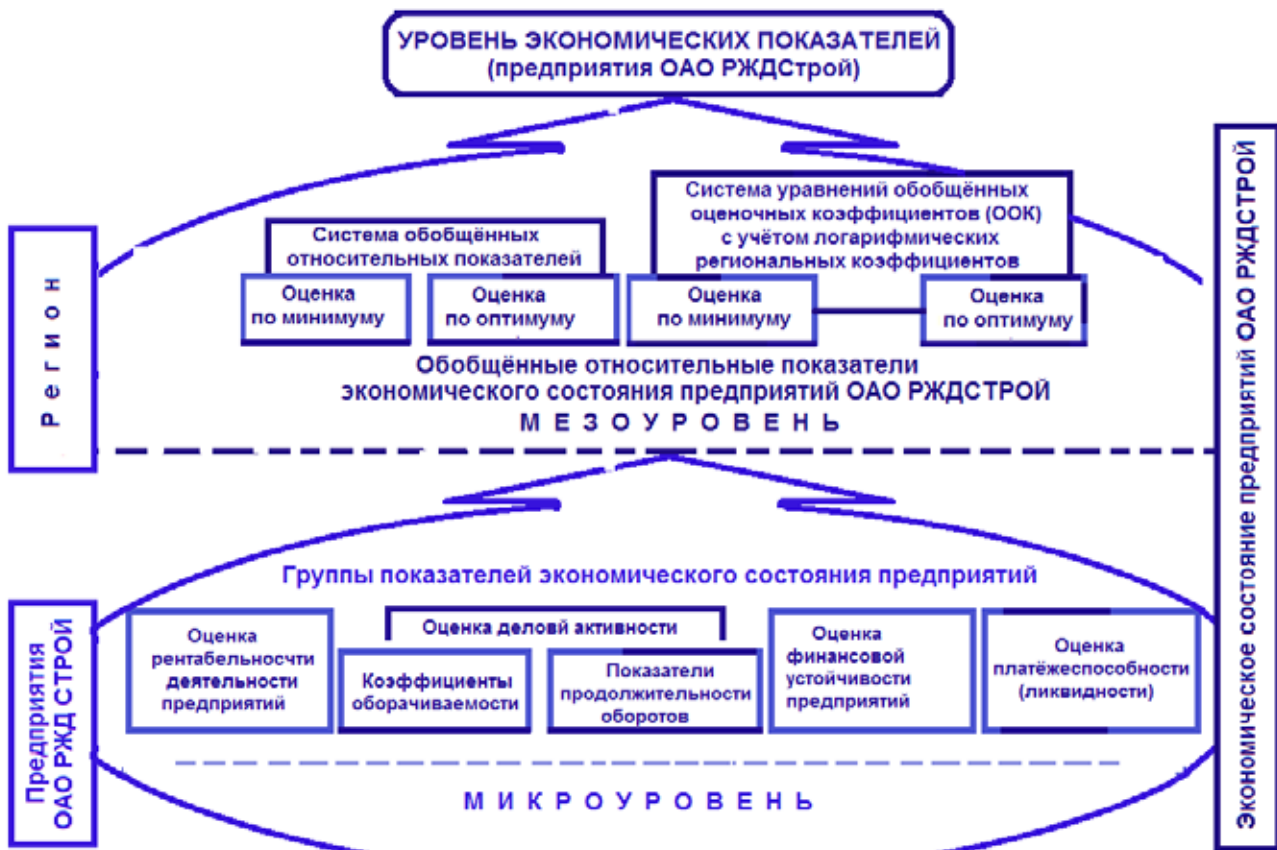 УРОВЕНЬ ЭКОНОМИЧЕСКИХ ПОКАЗАТЕЛЕЙ
(предприятия ОАО РЖДСтрой)
Регион
Система обобщённых
относительных показателей
Оценка
по минимуму
Оценка
по оптимуму
Система уравнений обобщённых
оценочных коэффициентов (ООК)
с учётом логарифмических
региональных коэффициентов
Оценка
по минимуму
Оценка
по оптимуму
Обобщённые относительные показатели
экономического состояния предприятий ОАО РЖДСТРОЙ
МЕЗОУРОВЕНЬ
Экономическое состояние предприятий ОАО РЖДСТРОЙ
Предприятия
ОАО РЖД СТРОЙ
Группы показателей экономического состояния предприятий
Оценка
рентабельносчти
деятельности
предприятий
Оценка деловй активности
Коэффициенты
оборачиваемости
Показатели
продолжительности
оборотов
Оценка
финансовой
устойчивости
предприятий
Оценка
платёжеспособности
(ликвидности)
МИКРОУРОВЕНЬ